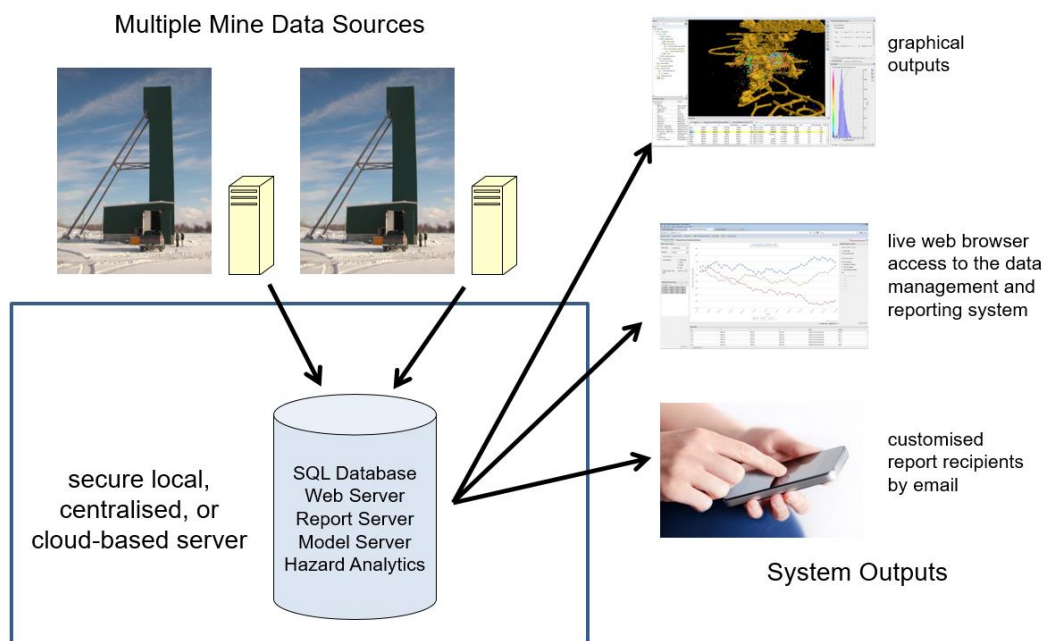 Multiple Mine Data Sources
graphical
outputs
live web browser
access to the data
management and
reporting system
secure local,
centralised, or
cloud-based server
SQL Database
Web Server
Report Server
Model Server
Hazard Analytics
customised
report recipients
by email
System Outputs